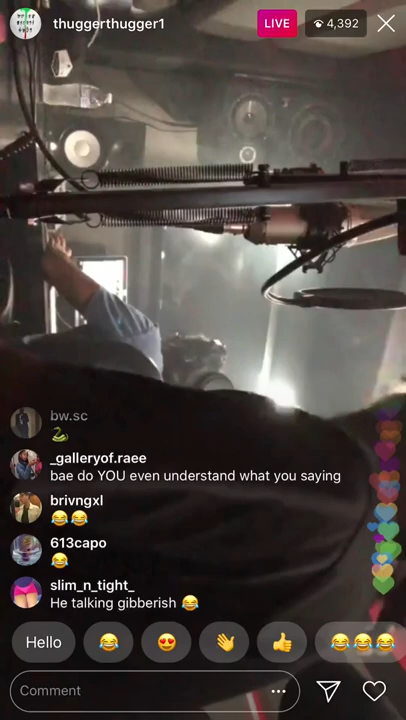 thuggerthugger1
LIVE
4,392
bw.sc
🐍
_galleryof.raee
bae do YOU even understand what you saying
brivngxl
😂😂
613capo
😂
slim_n_tight_
He talking gibberish 😂
Hello 😂 😍 👋 👍 😂😂😂
Comment